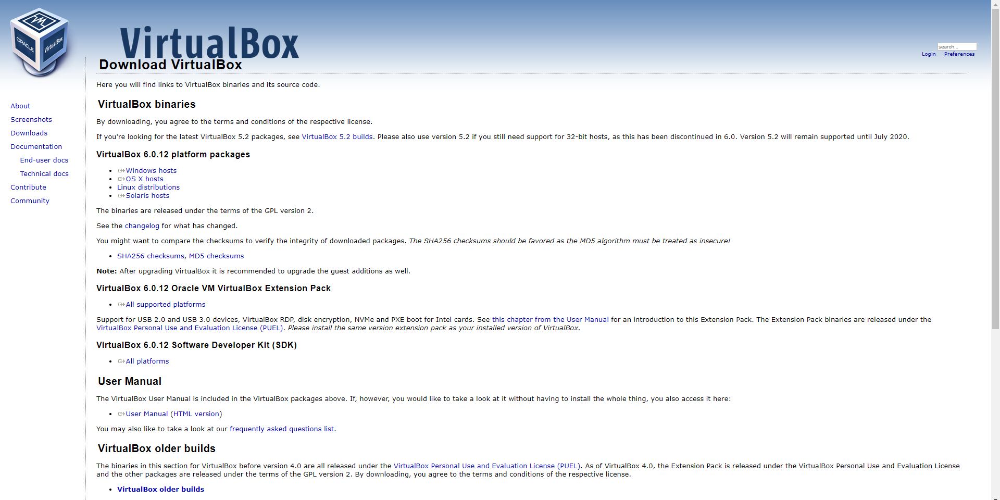 ORACLE
VirtualBox
VirtualBox
search...
Login Preferences
Download VirtualBox
Here you will find links to VirtualBox binaries and its source code.
About
Screenshots
Downloads
Documentation
End-user docs
Technical docs
Contribute
Community
VirtualBox binaries
By downloading, you agree to the terms and conditions of the respective license.
If you're looking for the latest VirtualBox 5.2 packages, see VirtualBox 5.2 builds. Please also use version 5.2 if you still need support for 32-bit hosts, as this has been discontinued in 6.0. Version 5.2 will remain supported until July 2020.
VirtualBox 6.0.12 platform packages
Windows hosts
OS X hosts
Linux distributions
Solaris hosts
The binaries are released under the terms of the GPL version 2.
See the changelog for what has changed.
You might want to compare the checksums to verify the integrity of downloaded packages. The SHA256 checksums should be favored as the MD5 algorithm must be treated as insecure!
SHA256 checksums, MD5 checksums
Note: After upgrading VirtualBox it is recommended to upgrade the guest additions as well.
VirtualBox 6.0.12 Oracle VM VirtualBox Extension Pack
All supported platforms
Support for USB 2.0 and USB 3.0 devices, VirtualBox RDP, disk encryption, NVMe and PXE boot for Intel cards. See this chapter from the User Manual for an introduction to this Extension Pack. The Extension Pack binaries are released under the
VirtualBox Personal Use and Evaluation License (PUEL). Please install the same version extension pack as your installed version of VirtualBox.
VirtualBox 6.0.12 Software Developer Kit (SDK)
All platforms
User Manual
The VirtualBox User Manual is included in the VirtualBox packages above. If, however, you would like to take a look at it without having to install the whole thing, you also access it here:
User Manual (HTML version)
You may also like to take a look at our frequently asked questions list.
VirtualBox older builds
The binaries in this section for VirtualBox before version 4.0 are all released under the VirtualBox Personal Use and Evaluation License (PUEL). As of VirtualBox 4.0, the Extension Pack is released under the VirtualBox Personal Use and Evaluation License
and the other packages are released under the terms of the GPL version 2. By downloading, you agree to the terms and conditions of the respective license.
VirtualBox older builds